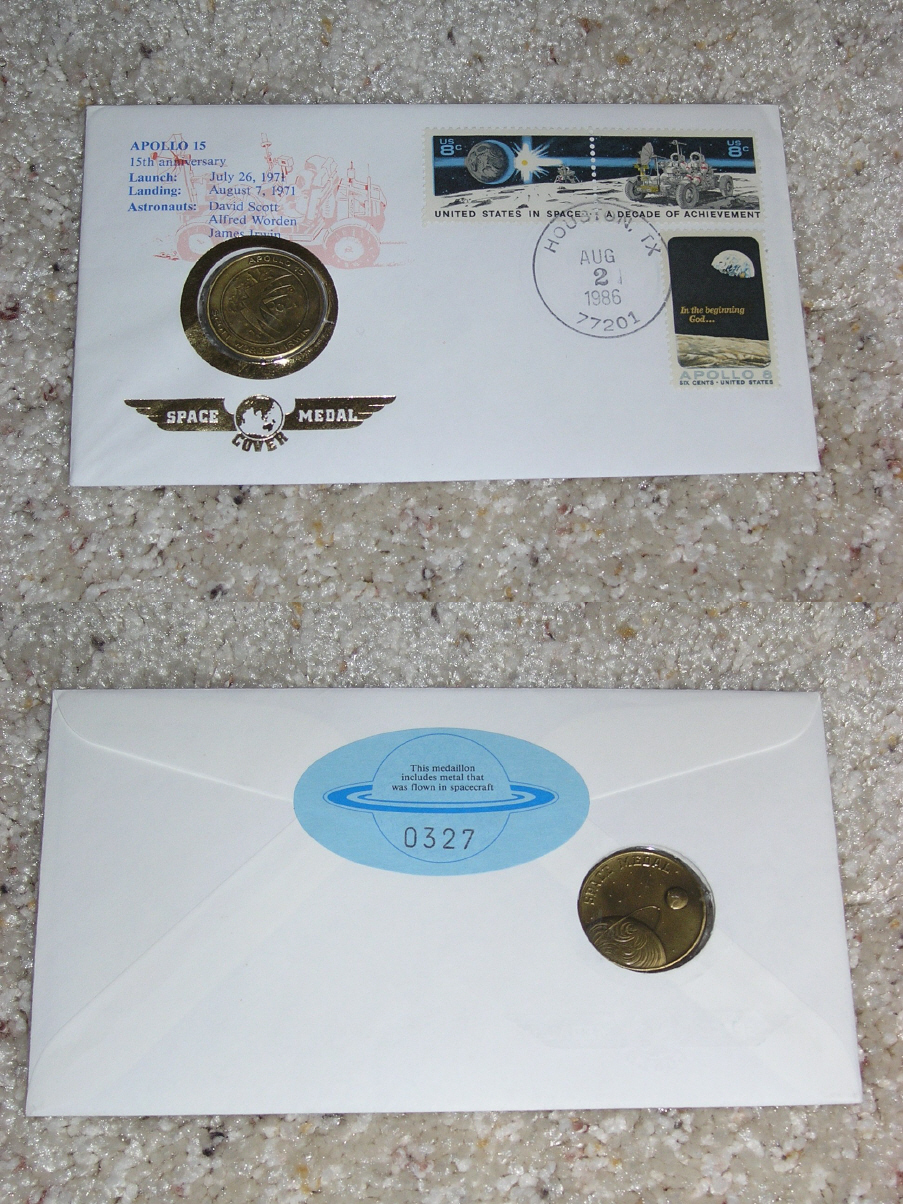 APOLLO 15
15th anniversary
Launch: July 26, 1971
Landing: August 7, 1971
Astronauts: David Scott
Alfred Worden
James Irwin
APOLLO 15
SPACE MEDAL
COVER
US 8c
US 8c
UNITED STATES IN SPACE... A DECADE OF ACHIEVEMENT
HOUSTON, TX
AUG
2
1986
77201
In the beginning
God...
APOLLO 8
SIX CENTS · UNITED STATES
This medaillon
includes metal that
was flown in spacecraft
0327
SPACE MEDAL